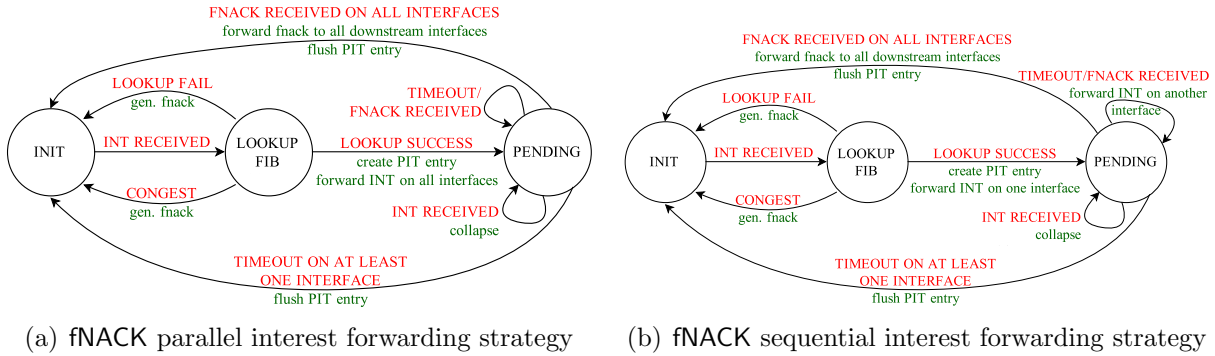 FNACK RECEIVED ON ALL INTERFACES
forward fnack to all downstream interfaces
flush PIT entry
LOOKUP FAIL
gen. fnack
TIMEOUT/
FNACK RECEIVED
INIT
INT RECEIVED
LOOKUP
FIB
LOOKUP SUCCESS
create PIT entry
forward INT on all interfaces
PENDING
CONGEST
gen. fnack
INT RECEIVED
collapse
TIMEOUT ON AT LEAST
ONE INTERFACE
flush PIT entry
(a) fNACK parallel interest forwarding strategy
FNACK RECEIVED ON ALL INTERFACES
forward fnack to all downstream interfaces
flush PIT entry
TIMEOUT/FNACK RECEIVED
forward INT on another
interface
LOOKUP FAIL
gen. fnack
INIT
INT RECEIVED
LOOKUP
FIB
LOOKUP SUCCESS
create PIT entry
forward INT on one interface
PENDING
CONGEST
gen. fnack
INT RECEIVED
collapse
TIMEOUT ON AT LEAST
ONE INTERFACE
flush PIT entry
(b) fNACK sequential interest forwarding strategy